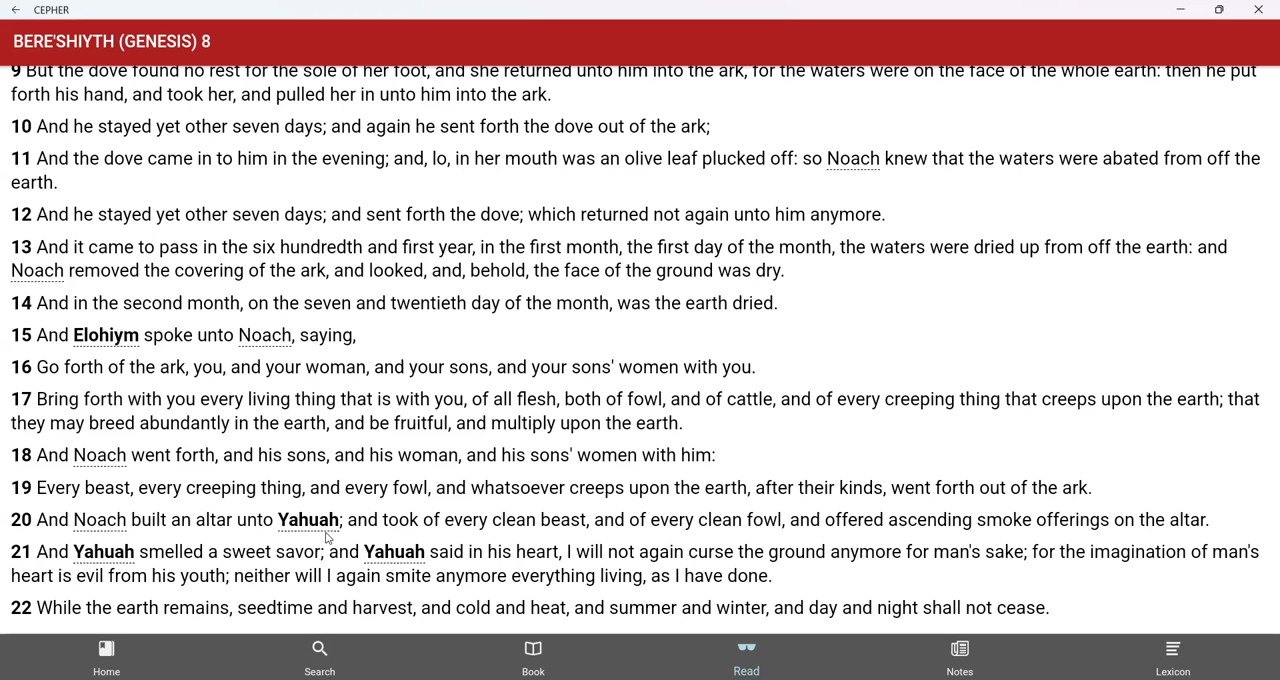 CEPHER
BERE'SHIYTH (GENESIS) 8
9 But the dove found no rest for the sole of her foot, and she returned unto him into the ark, for the waters were on the face of the whole earth: then he put
forth his hand, and took her, and pulled her in unto him into the ark.
10 And he stayed yet other seven days; and again he sent forth the dove out of the ark;
11 And the dove came in to him in the evening; and, lo, in her mouth was an olive leaf plucked off: so Noach knew that the waters were abated from off the
earth.
12 And he stayed yet other seven days; and sent forth the dove; which returned not again unto him anymore.
13 And it came to pass in the six hundredth and first year, in the first month, the first day of the month, the waters were dried up from off the earth: and
Noach removed the covering of the ark, and looked, and, behold, the face of the ground was dry.
14 And in the second month, on the seven and twentieth day of the month, was the earth dried.
15 And Elohiym spoke unto Noach, saying,
16 Go forth of the ark, you, and your woman, and your sons, and your sons' women with you.
17 Bring forth with you every living thing that is with you, of all flesh, both of fowl, and of cattle, and of every creeping thing that creeps upon the earth; that
they may breed abundantly in the earth, and be fruitful, and multiply upon the earth.
18 And Noach went forth, and his sons, and his woman, and his sons' women with him:
19 Every beast, every creeping thing, and every fowl, and whatsoever creeps upon the earth, after their kinds, went forth out of the ark.
20 And Noach built an altar unto Yahuah; and took of every clean beast, and of every clean fowl, and offered ascending smoke offerings on the altar.
21 And Yahuah smelled a sweet savor; and Yahuah said in his heart, I will not again curse the ground anymore for man's sake; for the imagination of man's
heart is evil from his youth; neither will I again smite anymore everything living, as I have done.
22 While the earth remains, seedtime and harvest, and cold and heat, and summer and winter, and day and night shall not cease.
Home Search Book Read Notes Lexicon